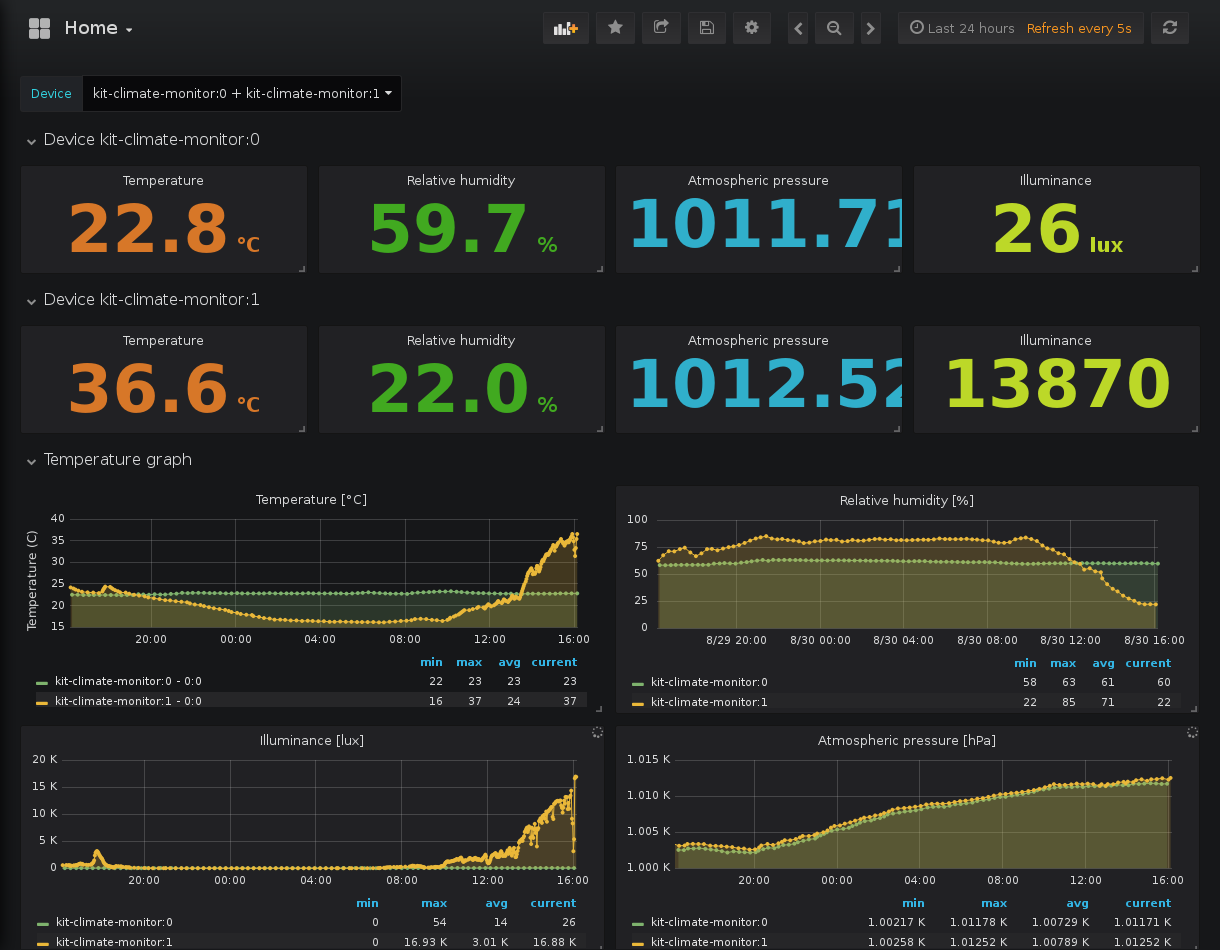 Home
Last 24 hours Refresh every 5s
Device kit-climate-monitor:0 + kit-climate-monitor:1
Device kit-climate-monitor:0
Temperature Relative humidity Atmospheric pressure Illuminance
22.8 °C 59.7 % 1011.71 26 lux
Device kit-climate-monitor:1
Temperature Relative humidity Atmospheric pressure Illuminance
36.6 °C 22.0 % 1012.52 13870
Temperature graph
Temperature [°C]
Temperature (C)
40
35
30
25
20
15
20:00 00:00 04:00 08:00 12:00 16:00
min max avg current
kit-climate-monitor:0 - 0:0 22 23 23 23
kit-climate-monitor:1 - 0:0 16 37 24 37
Relative humidity [%]
100
75
50
25
0
8/29 20:00 8/30 00:00 8/30 04:00 8/30 08:00 8/30 12:00 8/30 16:00
min max avg current
kit-climate-monitor:0 58 63 61 60
kit-climate-monitor:1 22 85 71 22
Illuminance [lux]
20 K
15 K
10 K
5 K
0
20:00 00:00 04:00 08:00 12:00 16:00
min max avg current
kit-climate-monitor:0 0 54 14 26
kit-climate-monitor:1 0 16.93 K 3.01 K 16.88 K
Atmospheric pressure [hPa]
1.015 K
1.010 K
1.005 K
1.000 K
20:00 00:00 04:00 08:00 12:00 16:00
min max avg current
kit-climate-monitor:0 1.00217 K 1.01178 K 1.00729 K 1.01171 K
kit-climate-monitor:1 1.00258 K 1.01252 K 1.00789 K 1.01252 K